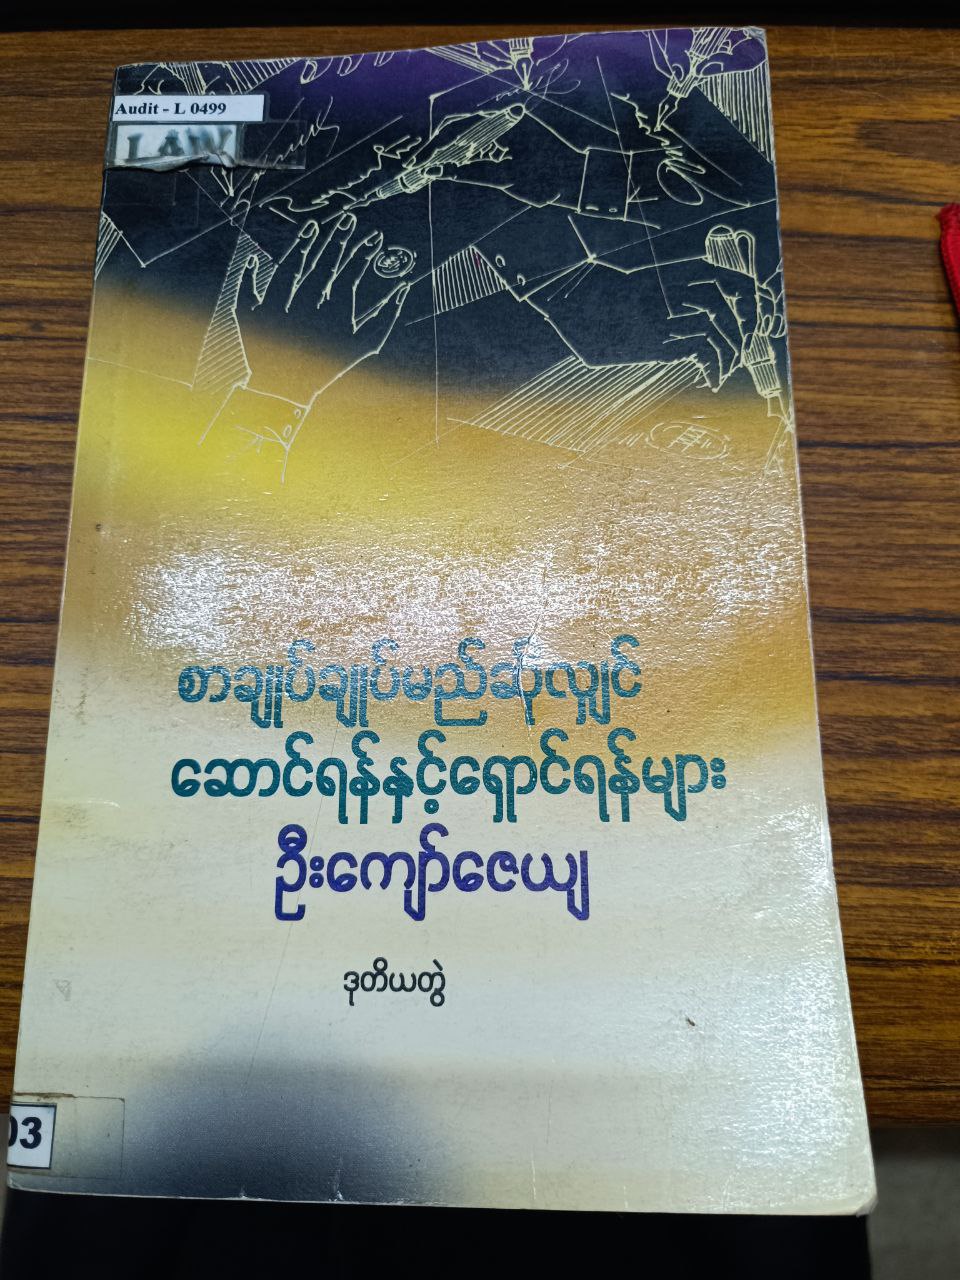 Audit - L 0499
LAW
စာချုပ်ချုပ်မည်ဆိုလျှင်
ဆောင်ရန်နှင့်ရှောင်ရန်များ
ဦးကျော်ဇေယျ
ဒုတိယတွဲ
03